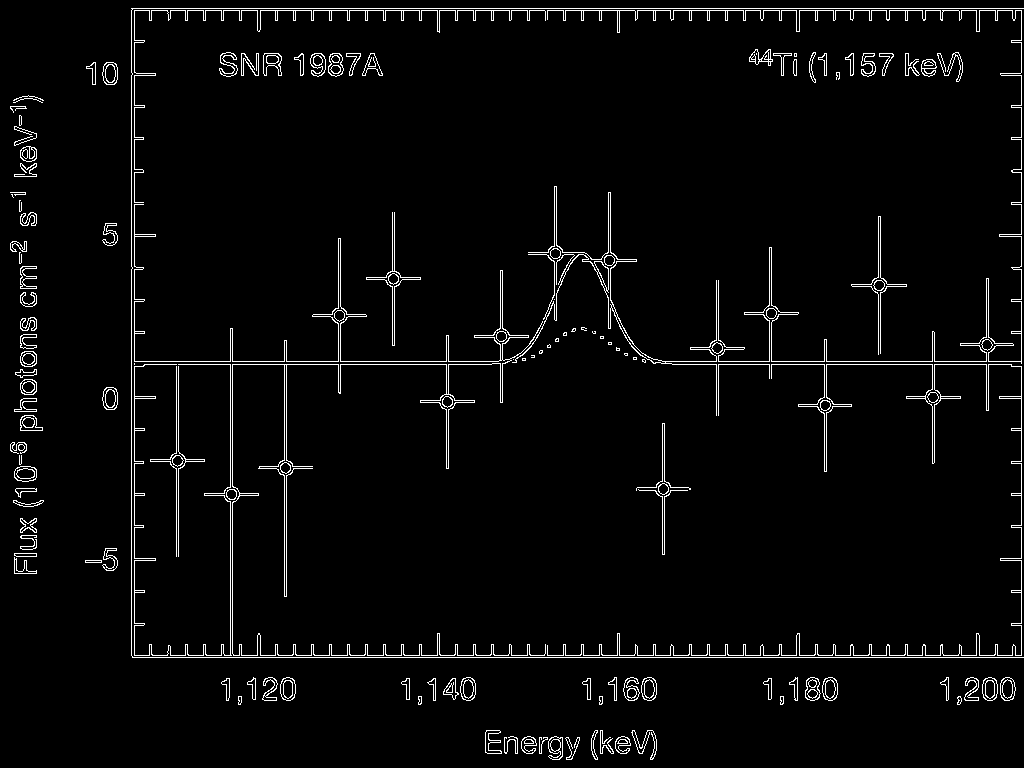 SNR 1987A
⁴⁴Ti (1,157 keV)
10
5
0
−5
Flux (10⁻⁶ photons cm⁻² s⁻¹ keV⁻¹)
1,120
1,140
1,160
1,180
1,200
Energy (keV)